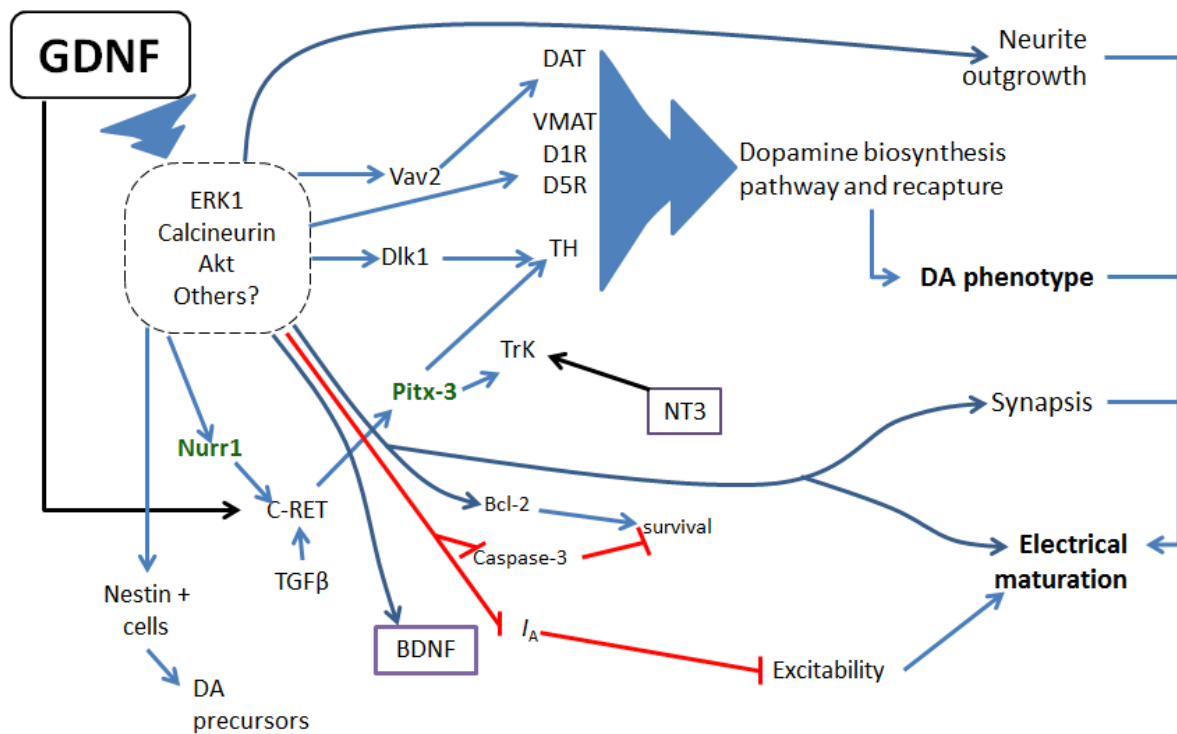 GDNF
DAT
Neurite
outgrowth
VMAT
D1R
D5R
Vav2
Dopamine biosynthesis
pathway and recapture
ERK1
Calcineurin
Akt
Others?
Dlk1
TH
DA phenotype
TrK
Pitx-3
NT3
Synapsis
Nurr1
C-RET
Bcl-2
survival
Caspase-3
Electrical
maturation
TGFβ
Nestin +
cells
BDNF
IA
Excitability
DA
precursors